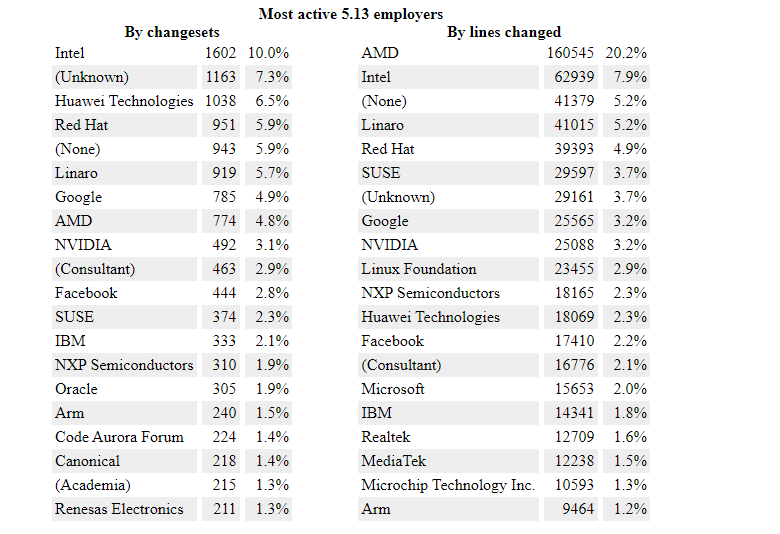 Most active 5.13 employers
By changesets
Intel 1602 10.0%
(Unknown) 1163 7.3%
Huawei Technologies 1038 6.5%
Red Hat 951 5.9%
(None) 943 5.9%
Linaro 919 5.7%
Google 785 4.9%
AMD 774 4.8%
NVIDIA 492 3.1%
(Consultant) 463 2.9%
Facebook 444 2.8%
SUSE 374 2.3%
IBM 333 2.1%
NXP Semiconductors 310 1.9%
Oracle 305 1.9%
Arm 240 1.5%
Code Aurora Forum 224 1.4%
Canonical 218 1.4%
(Academia) 215 1.3%
Renesas Electronics 211 1.3%
By lines changed
AMD 160545 20.2%
Intel 62939 7.9%
(None) 41379 5.2%
Linaro 41015 5.2%
Red Hat 39393 4.9%
SUSE 29597 3.7%
(Unknown) 29161 3.7%
Google 25565 3.2%
NVIDIA 25088 3.2%
Linux Foundation 23455 2.9%
NXP Semiconductors 18165 2.3%
Huawei Technologies 18069 2.3%
Facebook 17410 2.2%
(Consultant) 16776 2.1%
Microsoft 15653 2.0%
IBM 14341 1.8%
Realtek 12709 1.6%
MediaTek 12238 1.5%
Microchip Technology Inc. 10593 1.3%
Arm 9464 1.2%